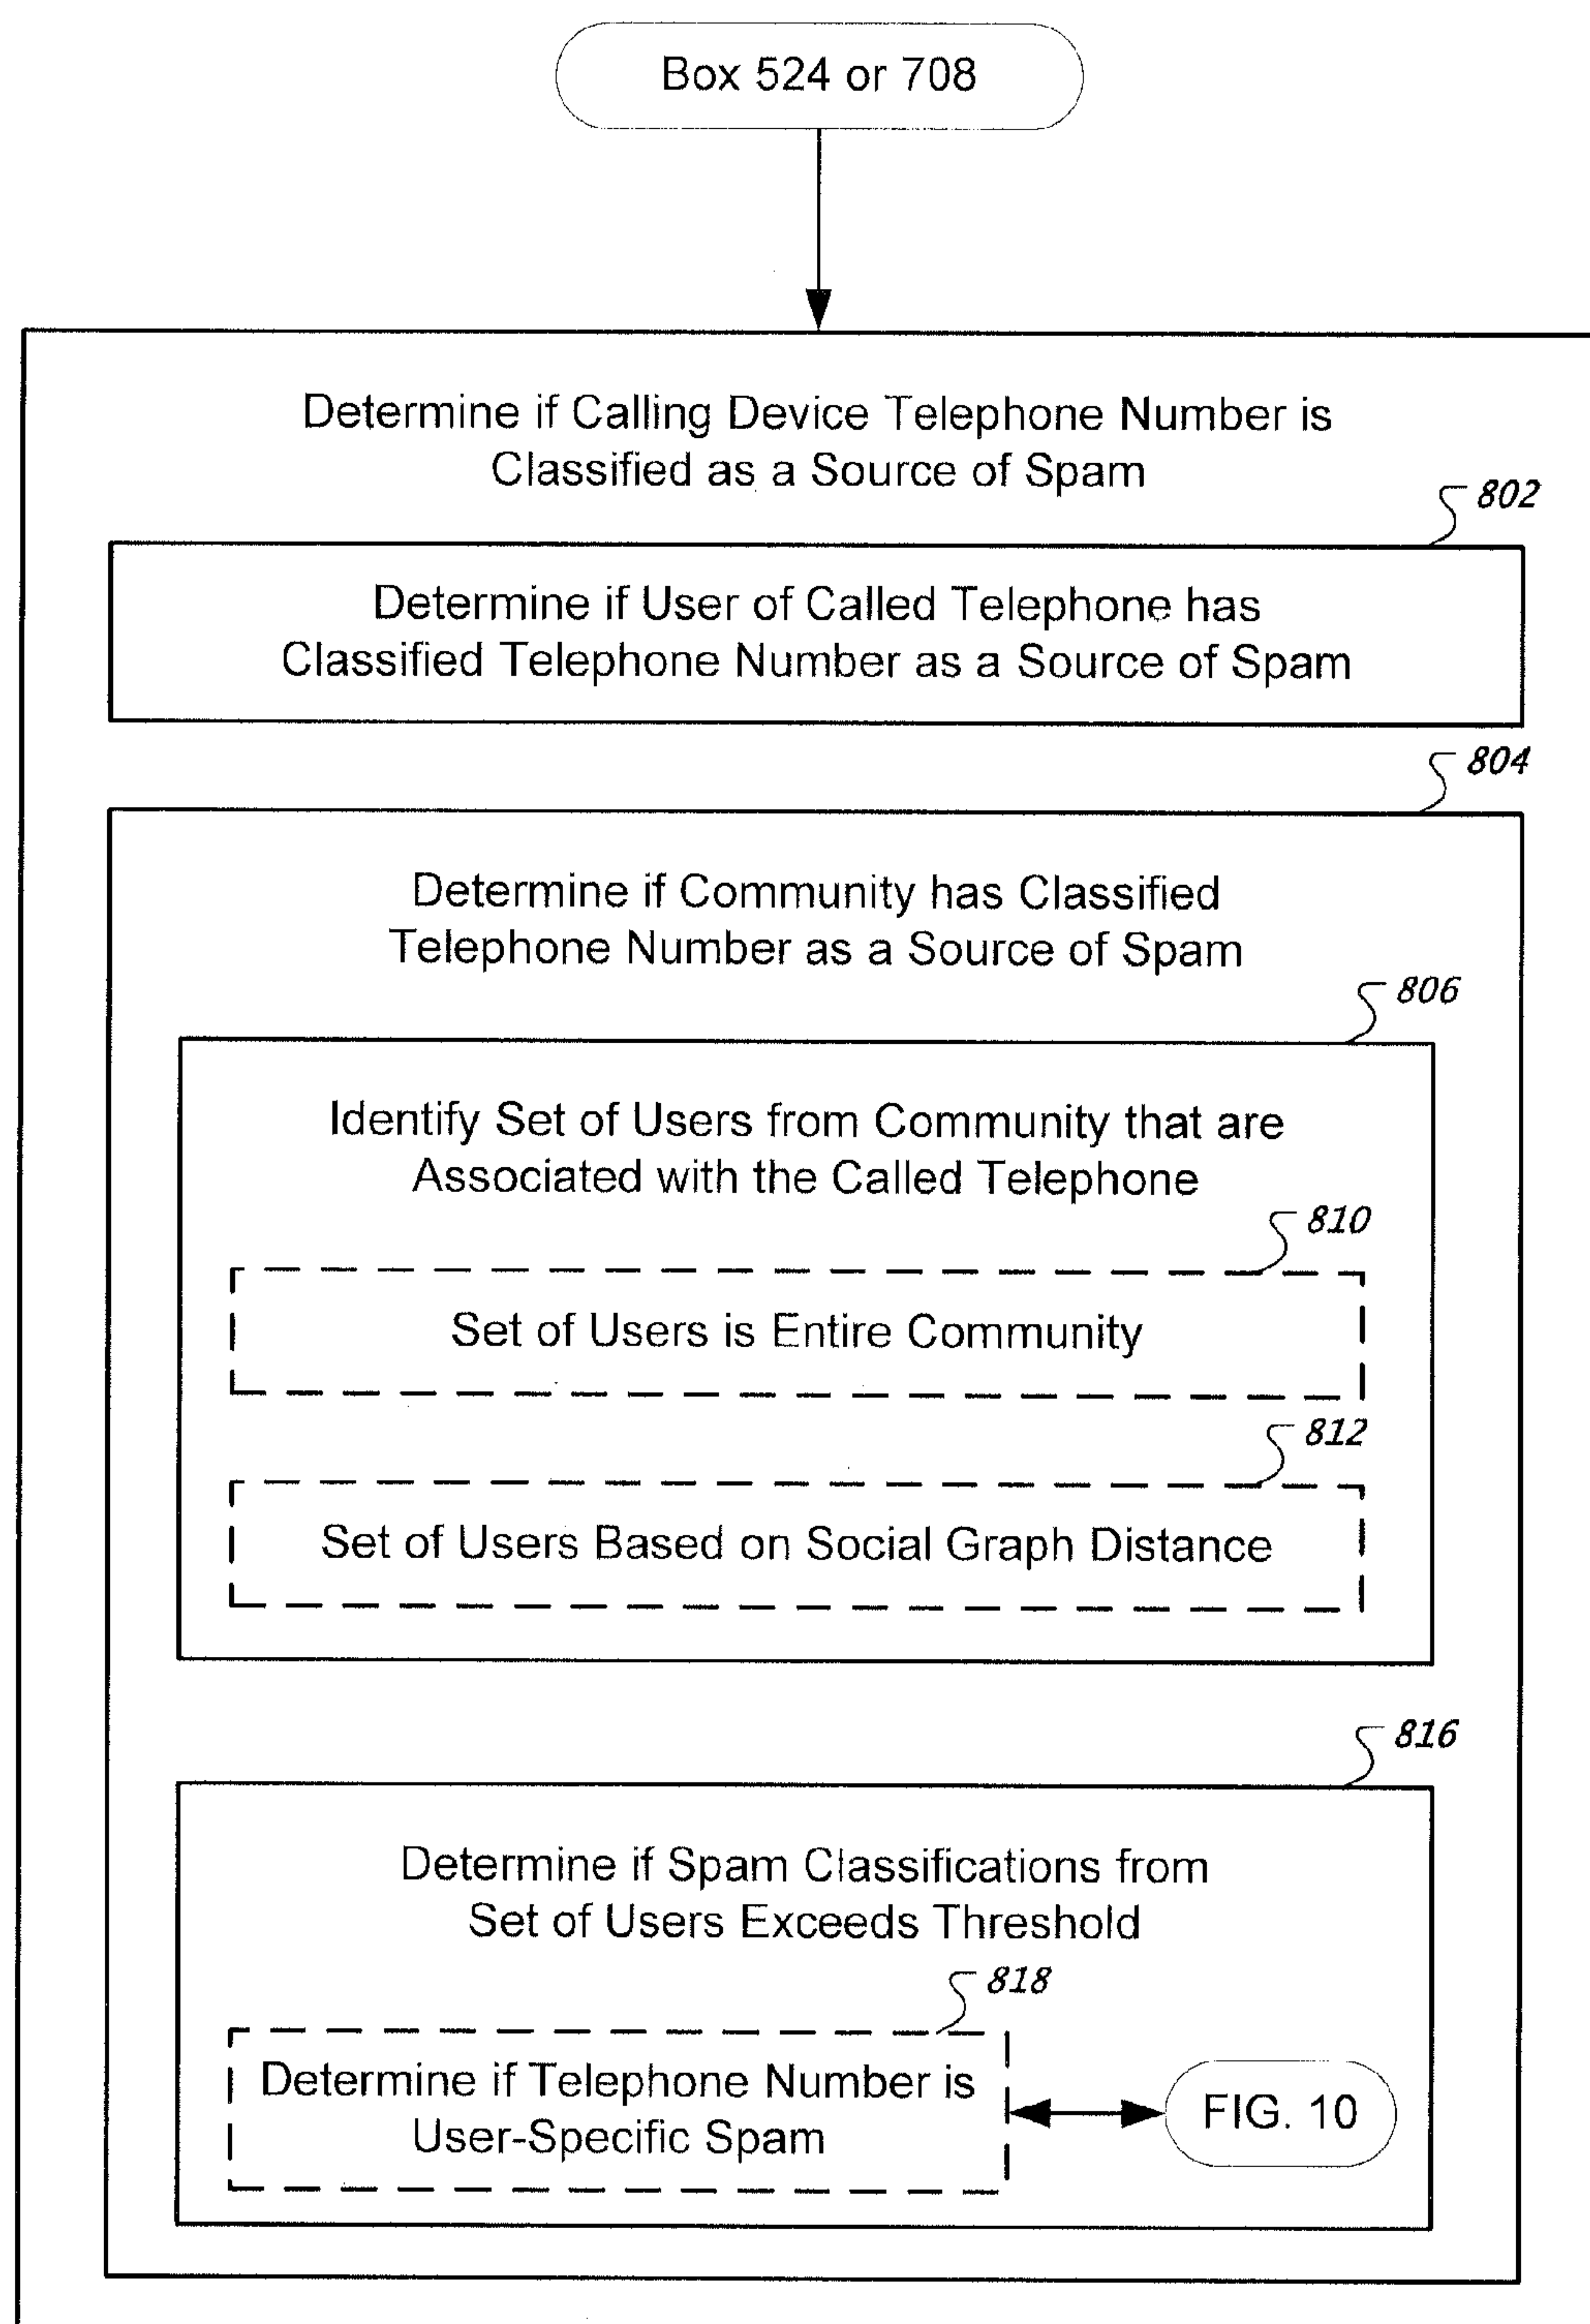 Box 524 or 708
Determine if Calling Device Telephone Number is
Classified as a Source of Spam
802
Determine if User of Called Telephone has
Classified Telephone Number as a Source of Spam
804
Determine if Community has Classified
Telephone Number as a Source of Spam
806
Identify Set of Users from Community that are
Associated with the Called Telephone
810
Set of Users is Entire Community
812
Set of Users Based on Social Graph Distance
816
Determine if Spam Classifications from
Set of Users Exceeds Threshold
818
Determine if Telephone Number is
User-Specific Spam
FIG. 10